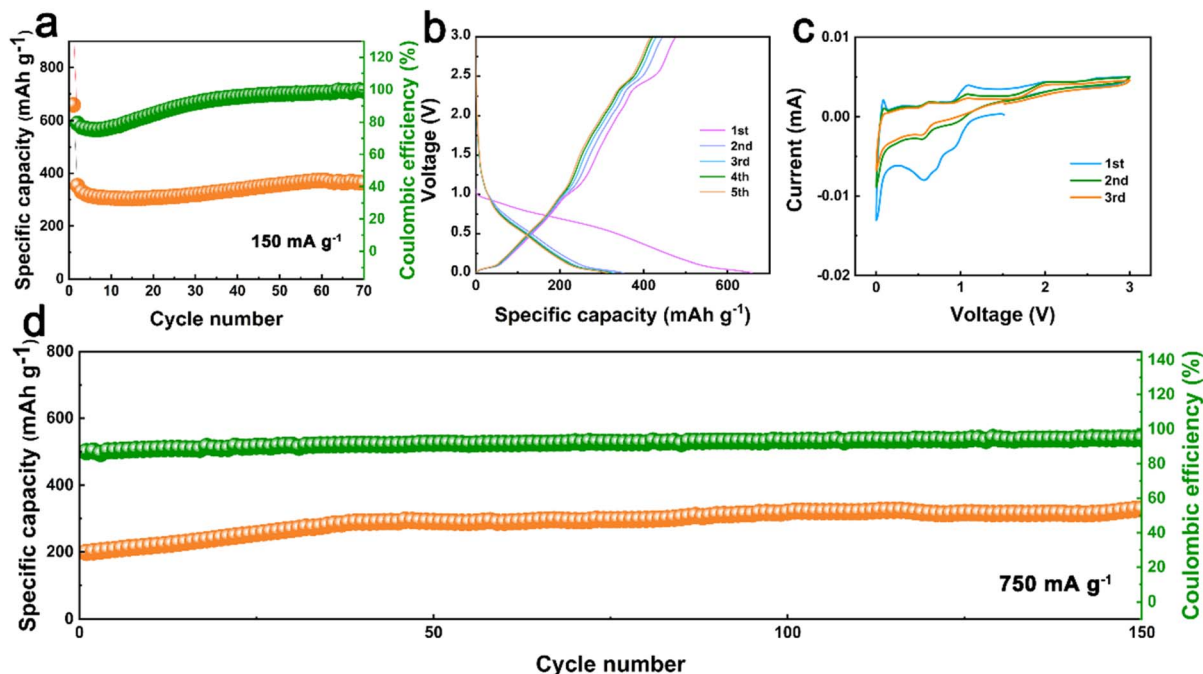 a
Specific capacity (mAh g⁻¹)
800
600
400
200
0
0 10 20 30 40 50 60 70
Cycle number
150 mA g⁻¹
120
100
80
60
40
20
0
Coulombic efficiency (%)
b
Voltage (V)
3.0
2.5
2.0
1.5
1.0
0.5
0.0
0 200 400 600
Specific capacity (mAh g⁻¹)
1st
2nd
3rd
4th
5th
c
Current (mA)
0.01
0.00
-0.01
-0.02
0 1 2 3
Voltage (V)
1st
2nd
3rd
d
Specific capacity (mAh g⁻¹)
800
600
400
200
0
0 50 100 150
Cycle number
750 mA g⁻¹
140
120
100
80
60
40
20
0
Coulombic efficiency (%)